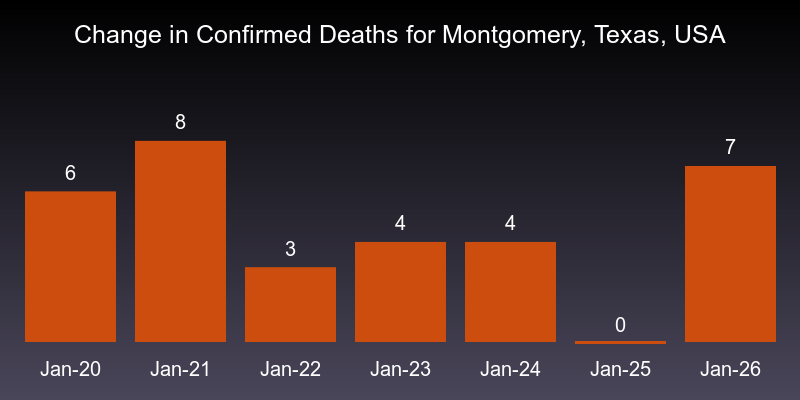 Change in Confirmed Deaths for Montgomery, Texas, USA
6
8
3
4
4
0
7
Jan-20
Jan-21
Jan-22
Jan-23
Jan-24
Jan-25
Jan-26